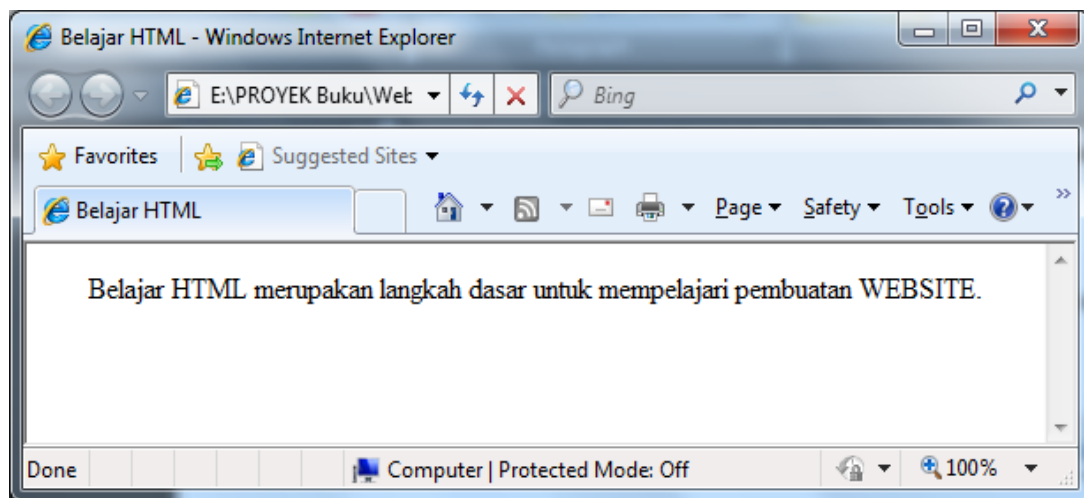 Belajar HTML - Windows Internet Explorer
E:\PROYEK Buku\Web
Bing
Favorites Suggested Sites
Belajar HTML Page Safety Tools
Belajar HTML merupakan langkah dasar untuk mempelajari pembuatan WEBSITE.
Done Computer | Protected Mode: Off 100%